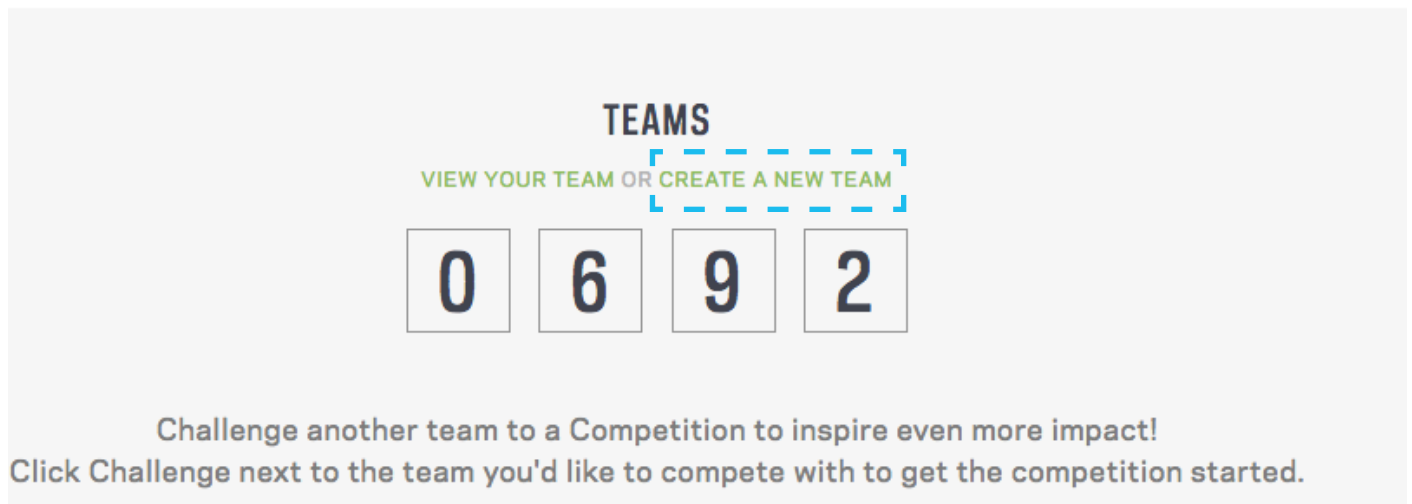 TEAMS
VIEW YOUR TEAM OR CREATE A NEW TEAM
0 6 9 2
Challenge another team to a Competition to inspire even more impact!
Click Challenge next to the team you'd like to compete with to get the competition started.